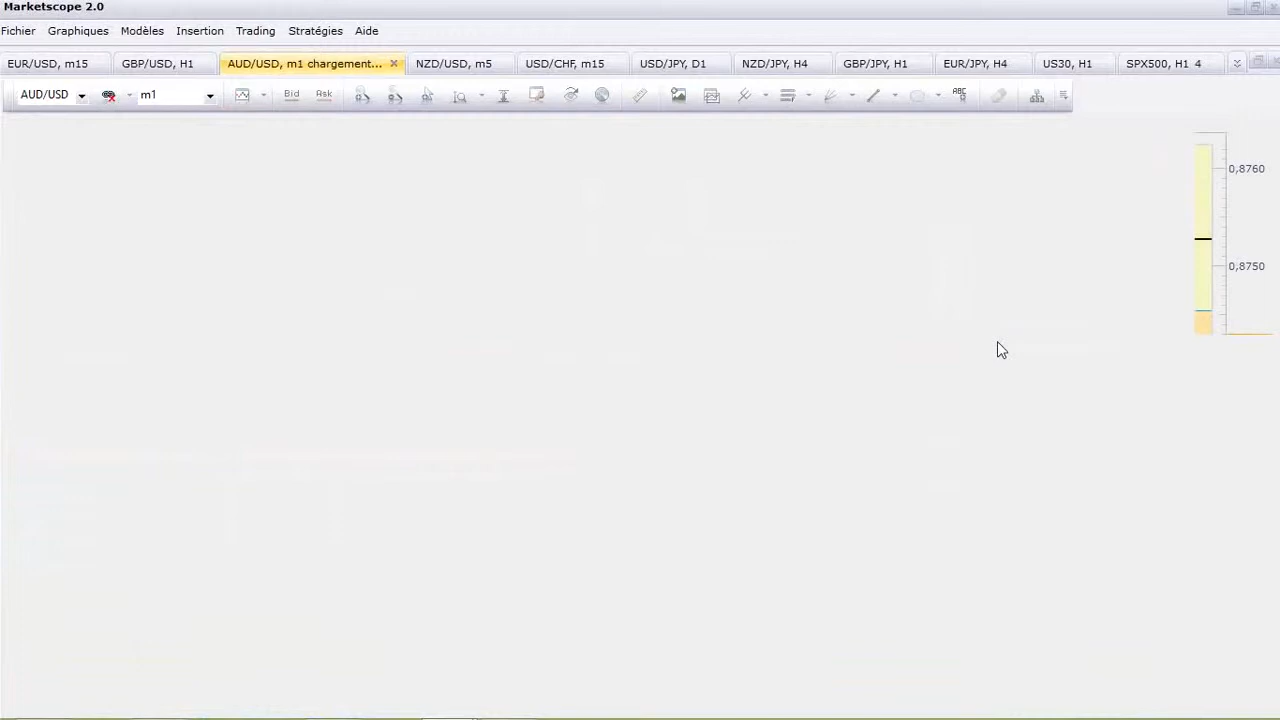 Marketscope 2.0
Fichier Graphiques Modèles Insertion Trading Stratégies Aide
EUR/USD, m15 GBP/USD, H1 AUD/USD, m1 chargement... NZD/USD, m5 USD/CHF, m15 USD/JPY, D1 NZD/JPY, H4 GBP/JPY, H1 EUR/JPY, H4 US30, H1 SPX500, H1 4
AUD/USD m1 Bid Ask ABC
0,8760
0,8750